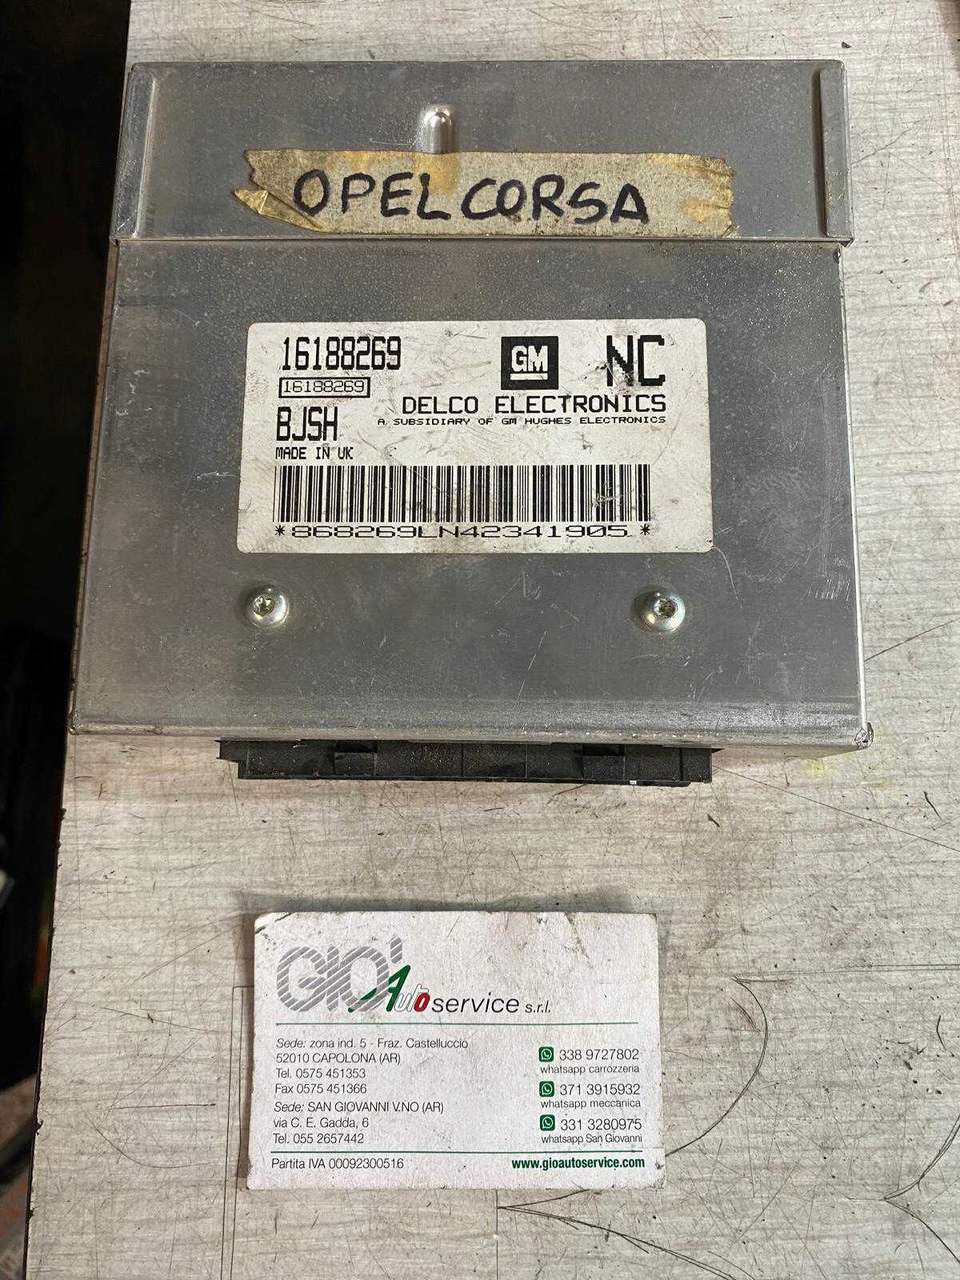 OPEL CORSA
16188269
GM
NC
16188269
DELCO ELECTRONICS
A SUBSIDIARY OF GM HUGHES ELECTRONICS
BJSH
MADE IN UK
*868269LN42341905*
GIO' Auto service s.r.l.
Sede: zona ind. 5 - Fraz. Castelluccio
52010 CAPOLONA (AR)
Tel. 0575 451353
Fax 0575 451366
Sede: SAN GIOVANNI V.NO (AR)
via C. E. Gadda, 6
Tel. 055 2657442
338 9727802
whatsapp carrozzeria
371 3915932
whatsapp meccanica
331 3280975
whatsapp San Giovanni
Partita IVA 00092300516
www.gioautoservice.com